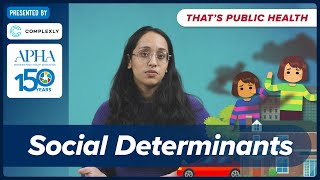 PRESENTED BY
COMPLEXLY
APHA
150
YEARS
THAT'S PUBLIC HEALTH
Social Determinants